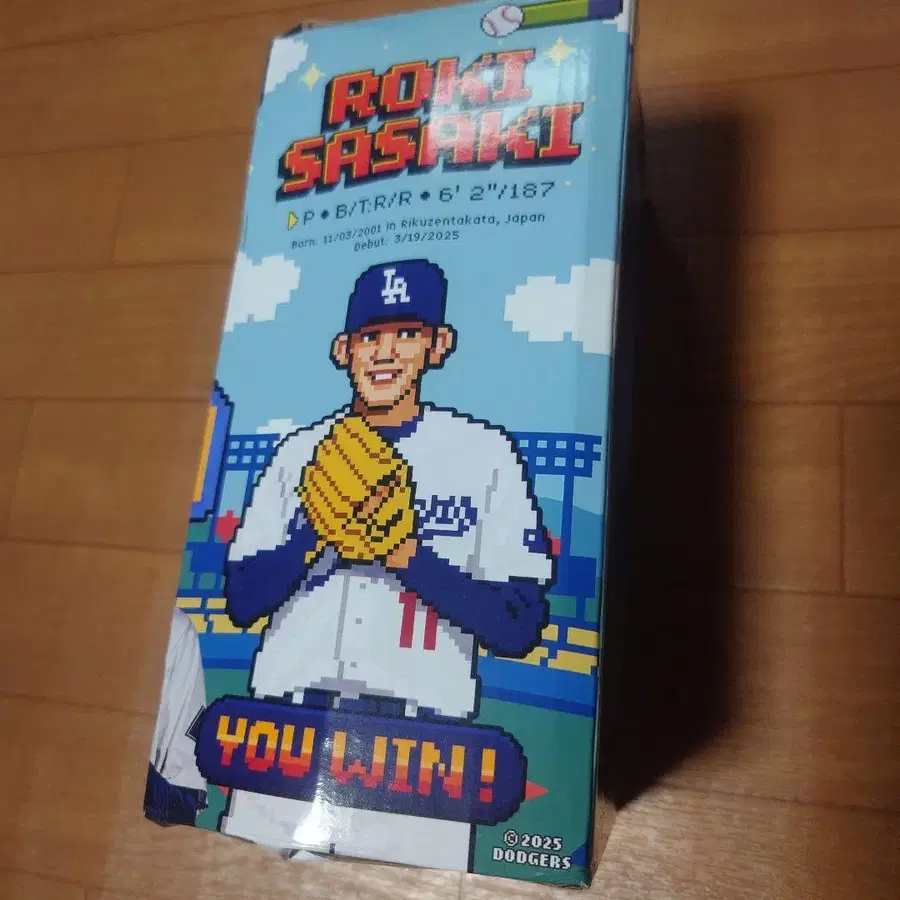 ROKI
SASAKI
P • B/T:R/R • 6' 2"/187
Born: 11/03/2001 in Rikuzentakata, Japan
Debut: 3/19/2025
LA
11
YOU WIN!
© 2025
DODGERS